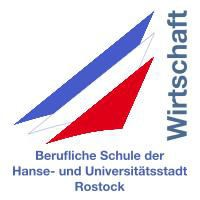 Wirtschaft
Berufliche Schule der
Hanse- und Universitätsstadt
Rostock